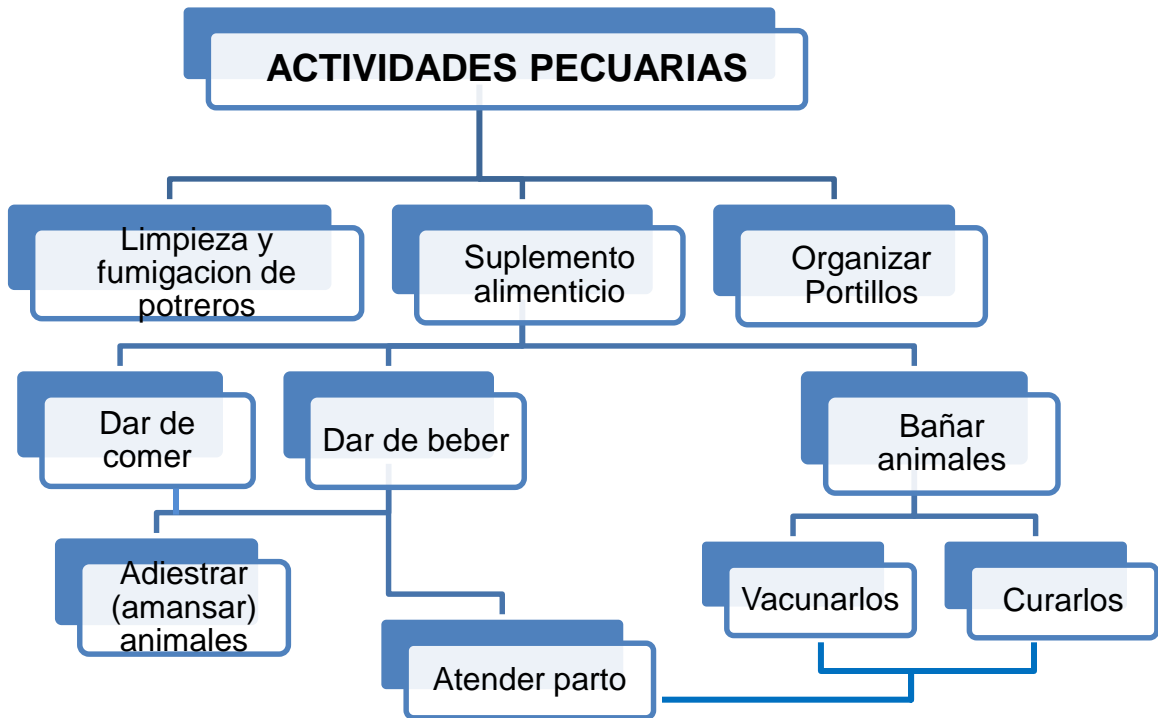 ACTIVIDADES PECUARIAS
Limpieza y
fumigacion de
potreros
Suplemento
alimenticio
Organizar
Portillos
Dar de
comer
Dar de beber
Bañar
animales
Adiestrar
(amansar)
animales
Vacunarlos
Curarlos
Atender parto